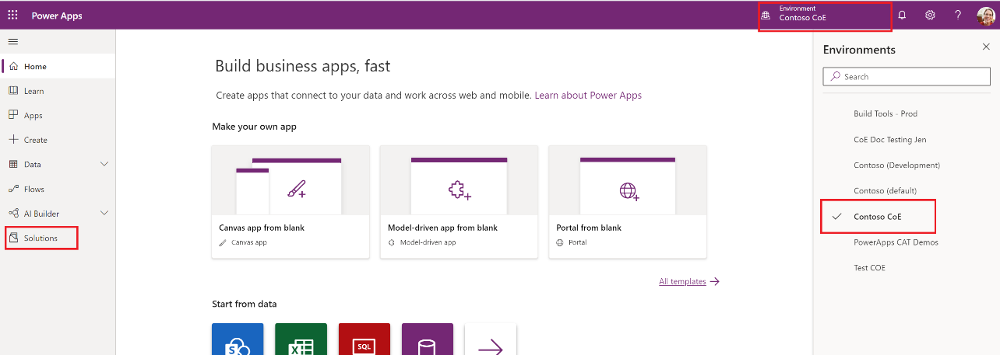 Power Apps
Environment
Contoso CoE
?
Home
Learn
Apps
Create
Data
Flows
AI Builder
Solutions
Build business apps, fast
Create apps that connect to your data and work across web and mobile. Learn about Power Apps
Make your own app
Canvas app from blank
Canvas app
Model-driven app from blank
Model-driven app
Portal from blank
Portal
All templates
Start from data
S
X
SQL
Environments
Search
Build Tools - Prod
CoE Doc Testing Jen
Contoso (Development)
Contoso (default)
Contoso CoE
PowerApps CAT Demos
Test COE